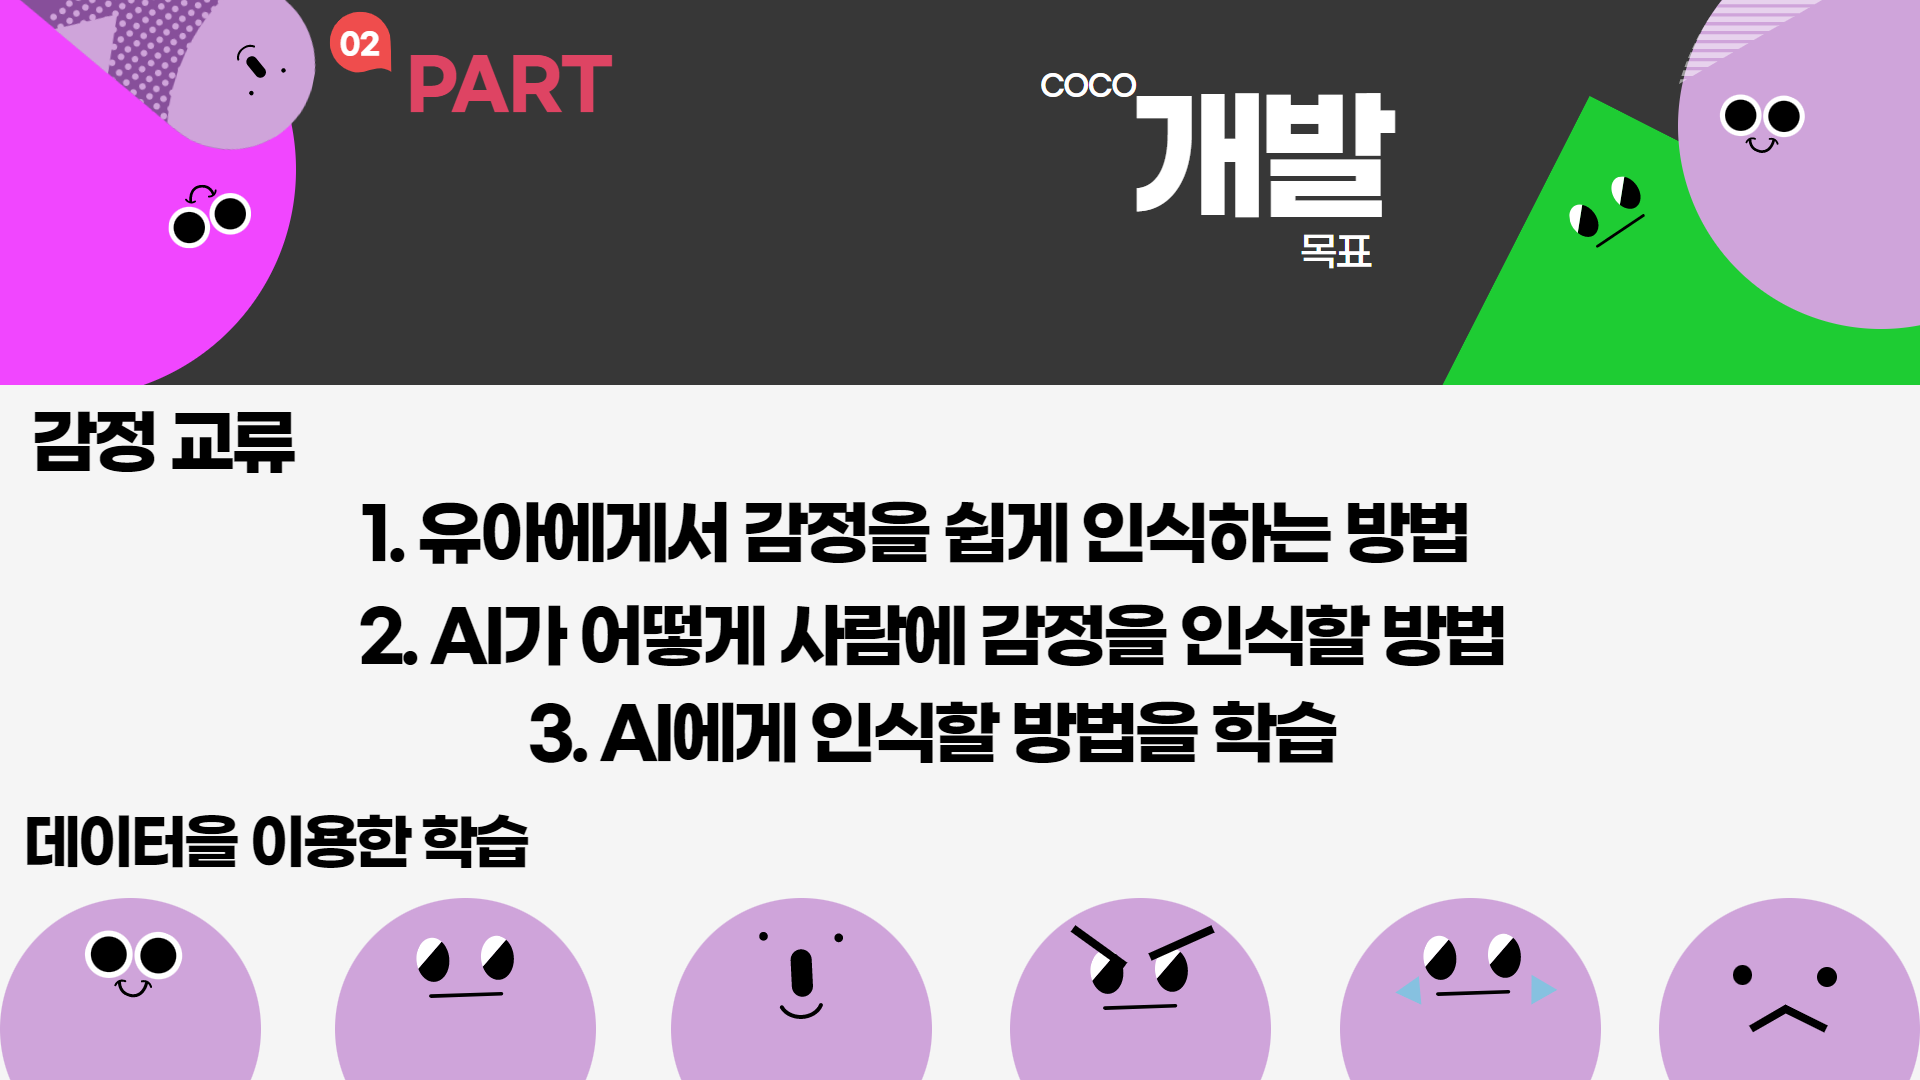 02
PART
COCO
개발
목표
감정 교류
1. 유아에게서 감정을 쉽게 인식하는 방법
2. AI가 어떻게 사람에 감정을 인식할 방법
3. AI에게 인식할 방법을 학습
데이터을 이용한 학습